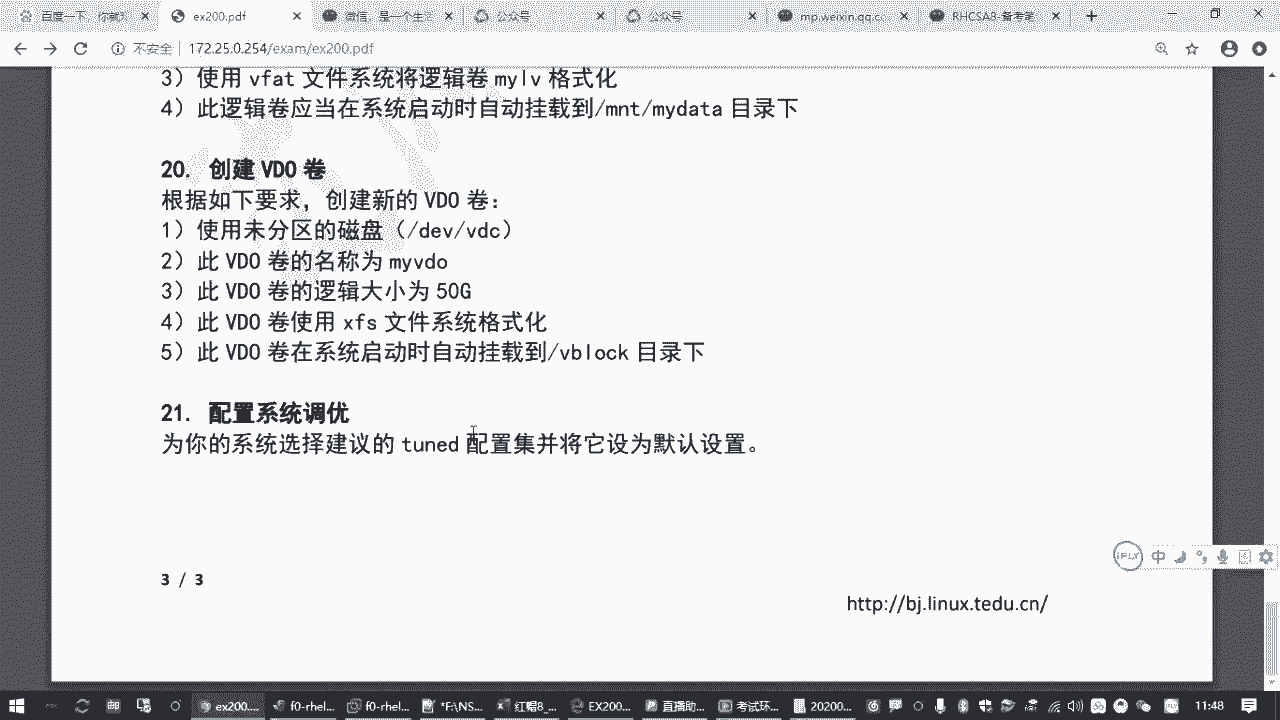 百度一下，你就
ex200.pdf
微信，是一个生活
公众号
公众号
mp.weixin.qq.co
RHCSA8-备考笔
不安全 | 172.25.0.254/exam/ex200.pdf
3）使用 vfat 文件系统将逻辑卷 mylv 格式化
4）此逻辑卷应当在系统启动时自动挂载到/mnt/mydata 目录下
20. 创建 VDO 卷
根据如下要求，创建新的 VDO 卷：
1）使用未分区的磁盘（/dev/vdc）
2）此 VDO 卷的名称为 myvdo
3）此 VDO 卷的逻辑大小为 50G
4）此 VDO 卷使用 xfs 文件系统格式化
5）此 VDO 卷在系统启动时自动挂载到/vblock 目录下
21. 配置系统调优
为你的系统选择建议的 tuned 配置集并将它设为默认设置。
iFLY 中
3 / 3
http://bj.linux.tedu.cn/
ex200....
f0-rhel...
f0-rhel...
*F:\NS...
红帽8_...
EX200...
直播助...
考试环...
20200...
11:48